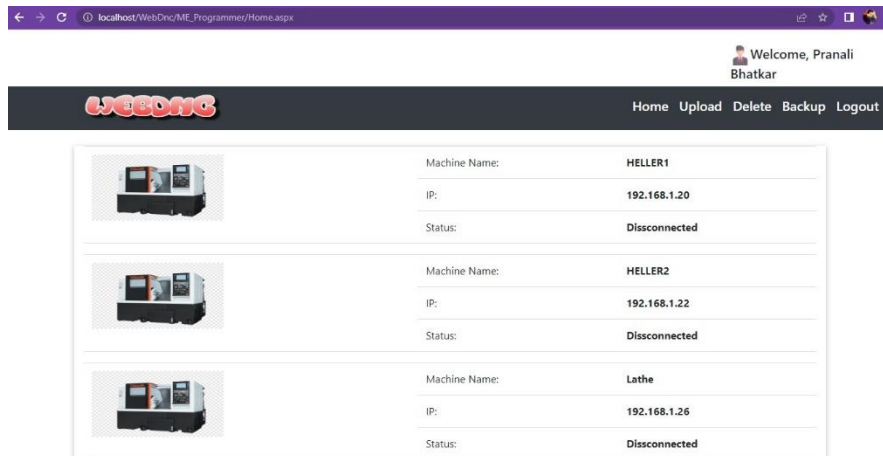 localhost/WebDnc/ME_Programmer/Home.aspx
Welcome, Pranali
Bhatkar
WEBDNC
Home Upload Delete Backup Logout
Machine Name: HELLER1
IP: 192.168.1.20
Status: Dissconnected
Machine Name: HELLER2
IP: 192.168.1.22
Status: Dissconnected
Machine Name: Lathe
IP: 192.168.1.26
Status: Dissconnected